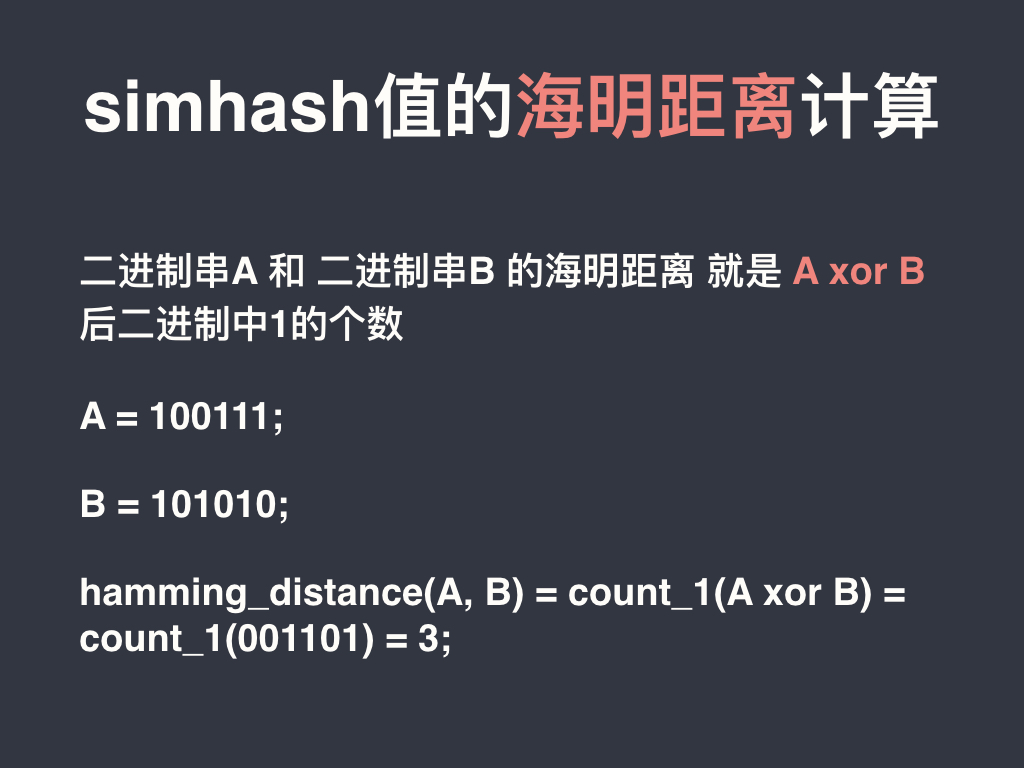 simhash值的海明距离计算
二进制串A 和 二进制串B 的海明距离 就是 A xor B
后二进制中1的个数
A = 100111;
B = 101010;
hamming_distance(A, B) = count_1(A xor B) =
count_1(001101) = 3;